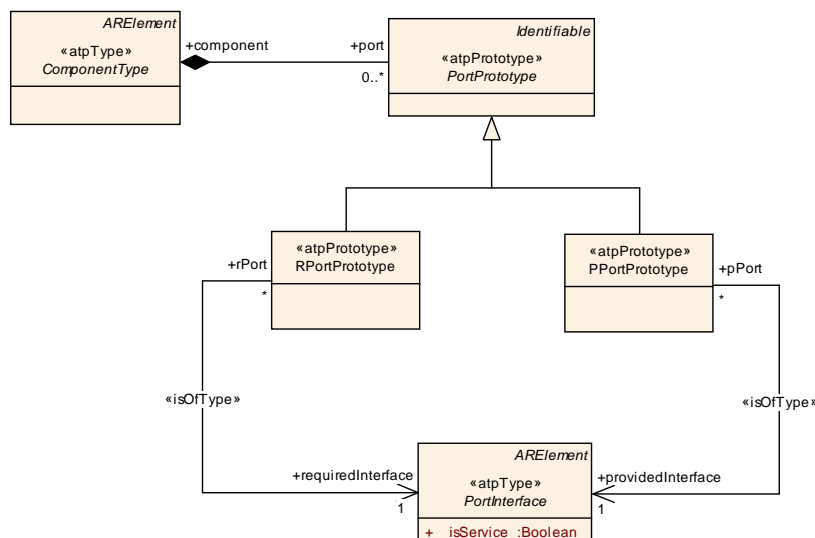 ARElement
«atpType»
ComponentType
+component
+port
0..*
Identifiable
«atpPrototype»
PortPrototype
«atpPrototype»
RPortPrototype
+rPort
*
«atpPrototype»
PPortPrototype
+pPort
*
«isOfType»
«isOfType»
+requiredInterface
1
ARElement
«atpType»
PortInterface
+ isService :Boolean
+providedInterface
1